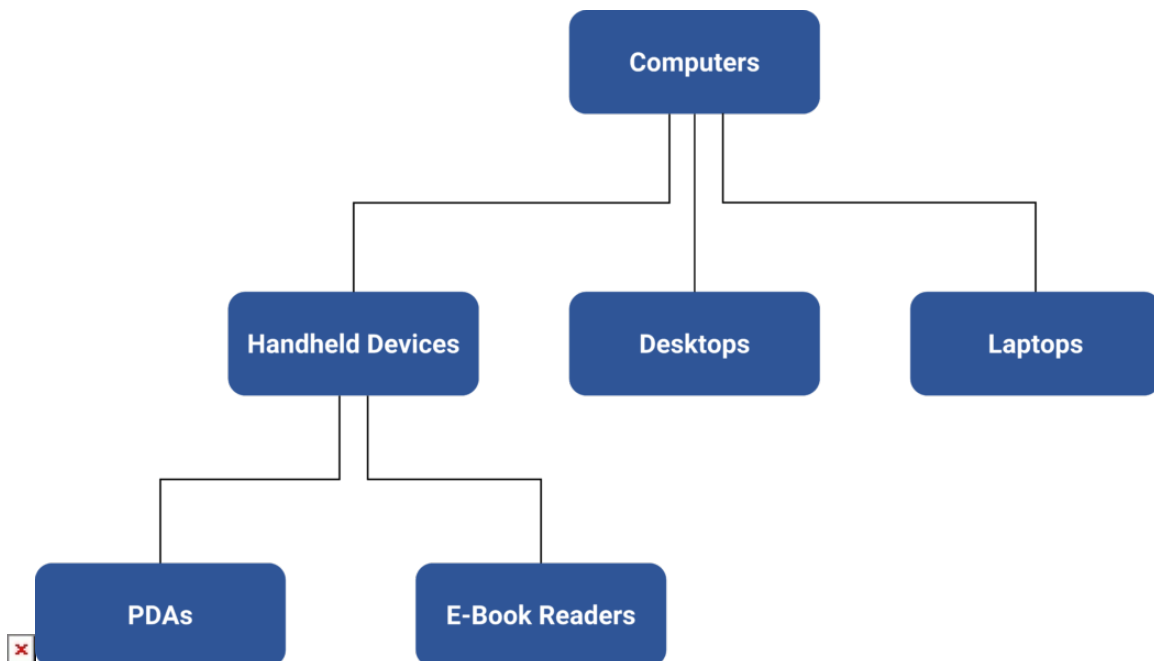 Computers
Handheld Devices
Desktops
Laptops
PDAs
E-Book Readers